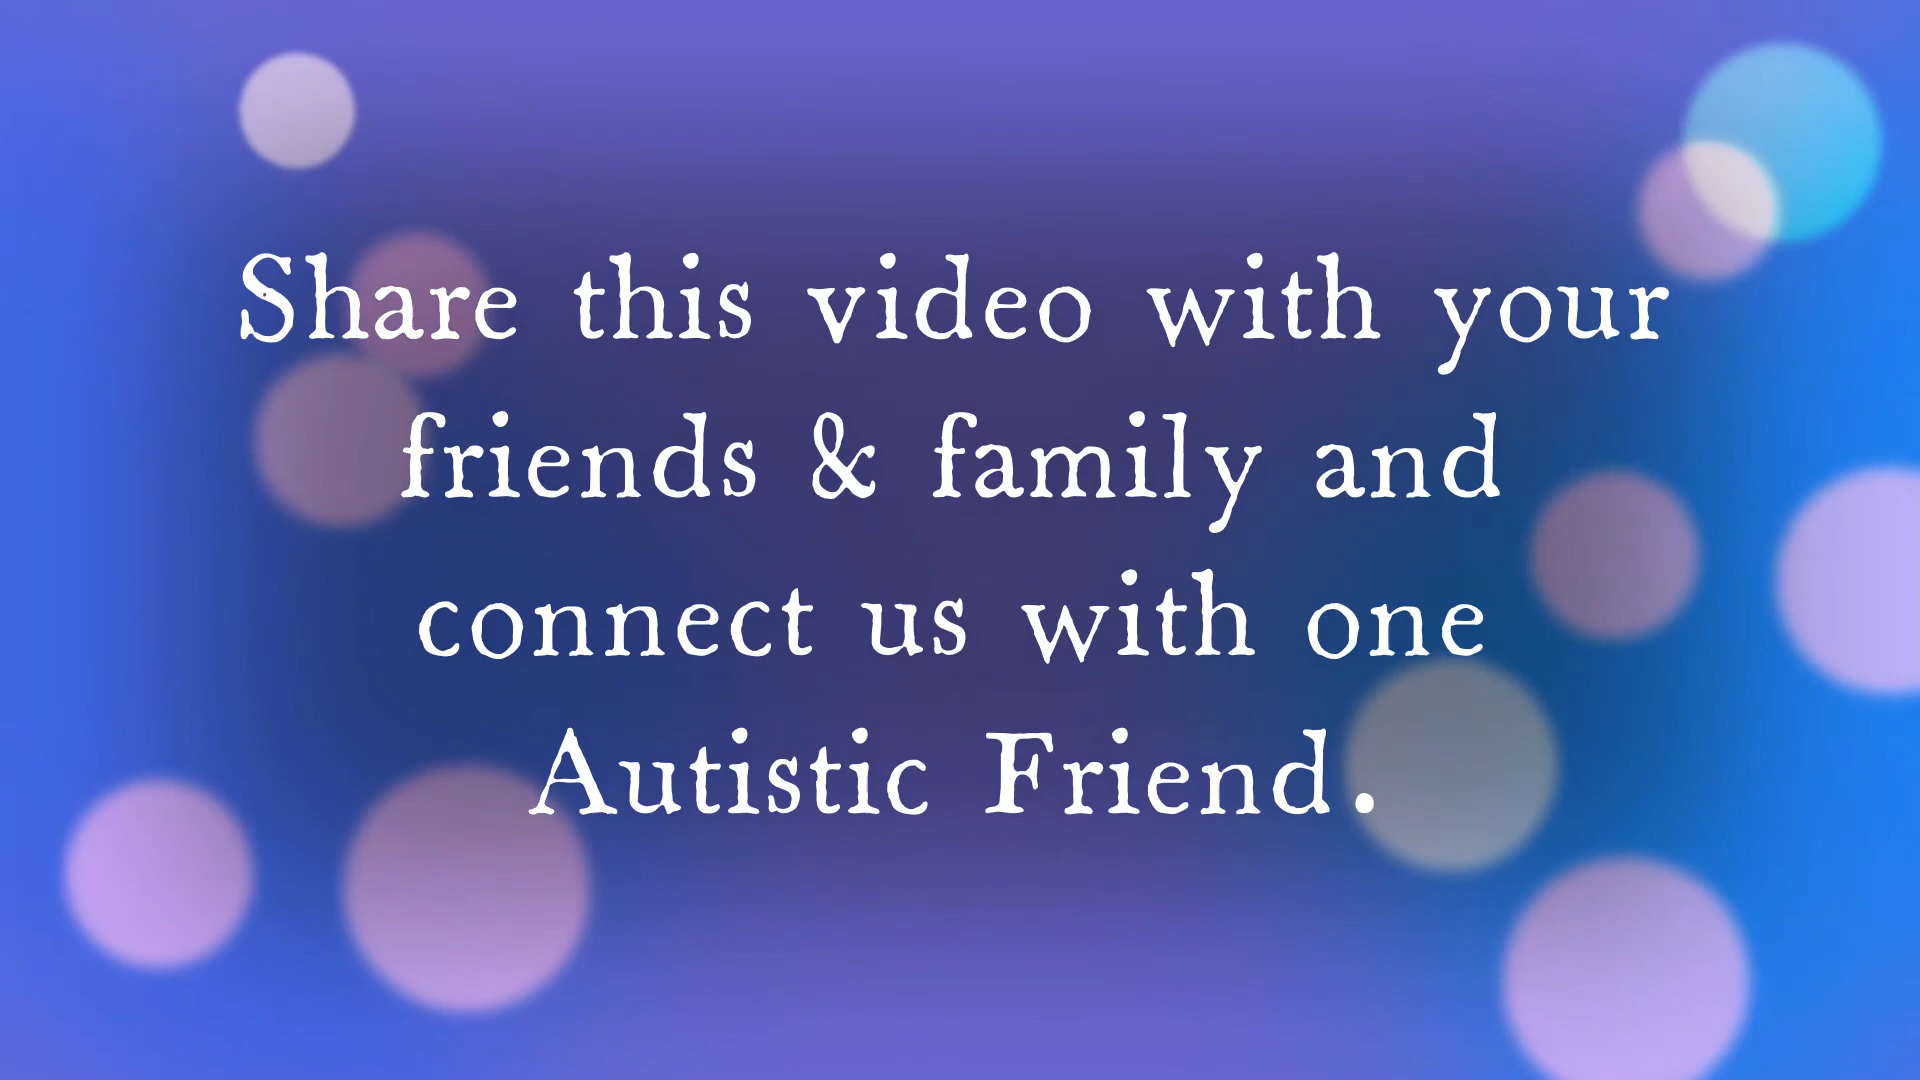 Share this video with your
friends & family and
connect us with one
Autistic Friend.